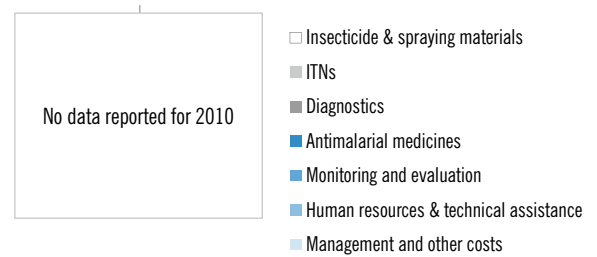 No data reported for 2010
Insecticide & spraying materials
ITNs
Diagnostics
Antimalarial medicines
Monitoring and evaluation
Human resources & technical assistance
Management and other costs